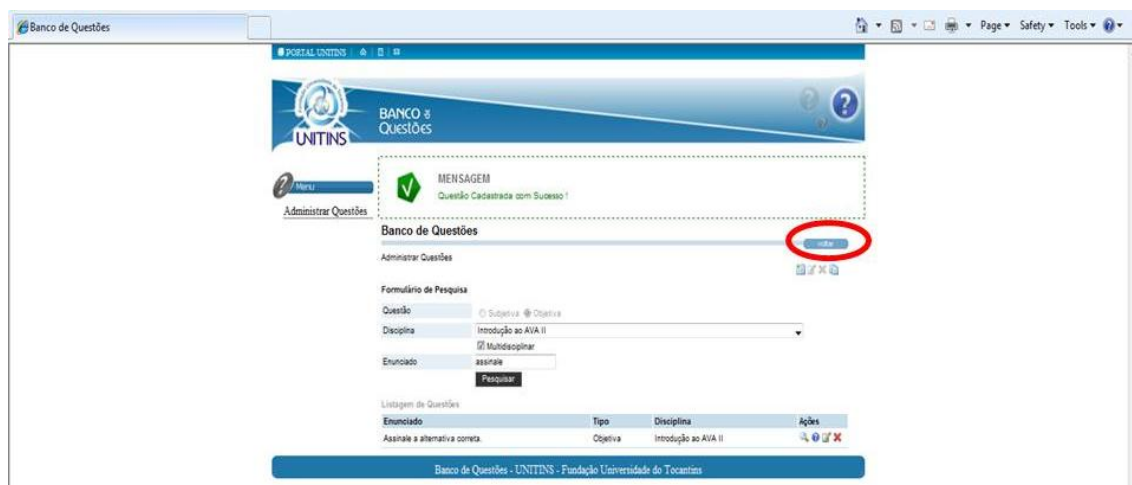 Banco de Questões
Page Safety Tools
PORTAL UNITINS
UNITINS
BANCO de
Questões
Menu
Administrar Questões
MENSAGEM
Questão Cadastrada com Sucesso !
Banco de Questões
voltar
Administrar Questões
Formulário de Pesquisa
Questão Subjetiva Objetiva
Disciplina Introdução ao AVA II
Multidisciplinar
Enunciado assinale
Pesquisar
Listagem de Questões
Enunciado Tipo Disciplina Ações
Assinale a alternativa correta. Objetiva Introdução ao AVA II
Banco de Questões - UNITINS - Fundação Universidade do Tocantins